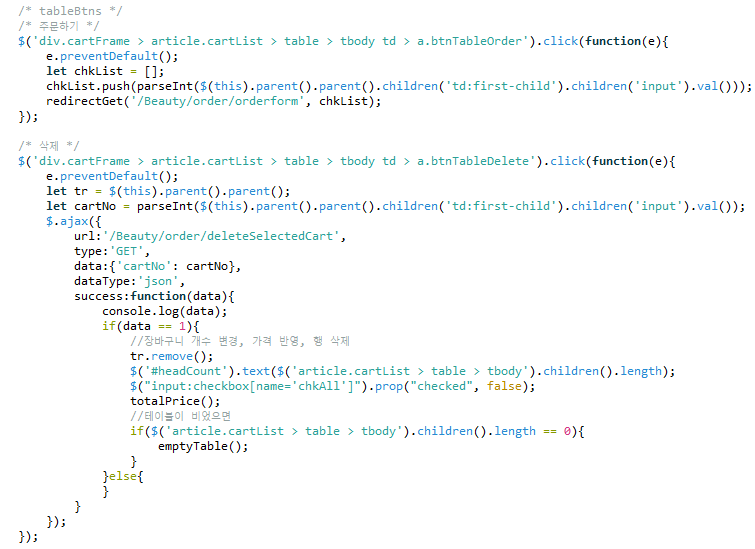 /* tableBtns */
/* 주문하기 */
$('div.cartFrame > article.cartList > table > tbody td > a.btnTableOrder').click(function(e){
    e.preventDefault();
    let chkList = [];
    chkList.push(parseInt($(this).parent().parent().children('td:first-child').children('input').val()));
    redirectGet('/Beauty/order/orderform', chkList);
});

/* 삭제 */
$('div.cartFrame > article.cartList > table > tbody td > a.btnTableDelete').click(function(e){
    e.preventDefault();
    let tr = $(this).parent().parent();
    let cartNo = parseInt($(this).parent().parent().children('td:first-child').children('input').val());
    $.ajax({
        url:'/Beauty/order/deleteSelectedCart',
        type:'GET',
        data:{'cartNo': cartNo},
        dataType:'json',
        success:function(data){
            console.log(data);
            if(data == 1){
                //장바구니 개수 변경, 가격 반영, 행 삭제
                tr.remove();
                $('#headCount').text($('article.cartList > table > tbody').children().length);
                $("input:checkbox[name='chkAll']").prop("checked", false);
                totalPrice();
                //테이블이 비었으면
                if($('article.cartList > table > tbody').children().length == 0){
                    emptyTable();
                }
            }else{
            }
        }
    });
});